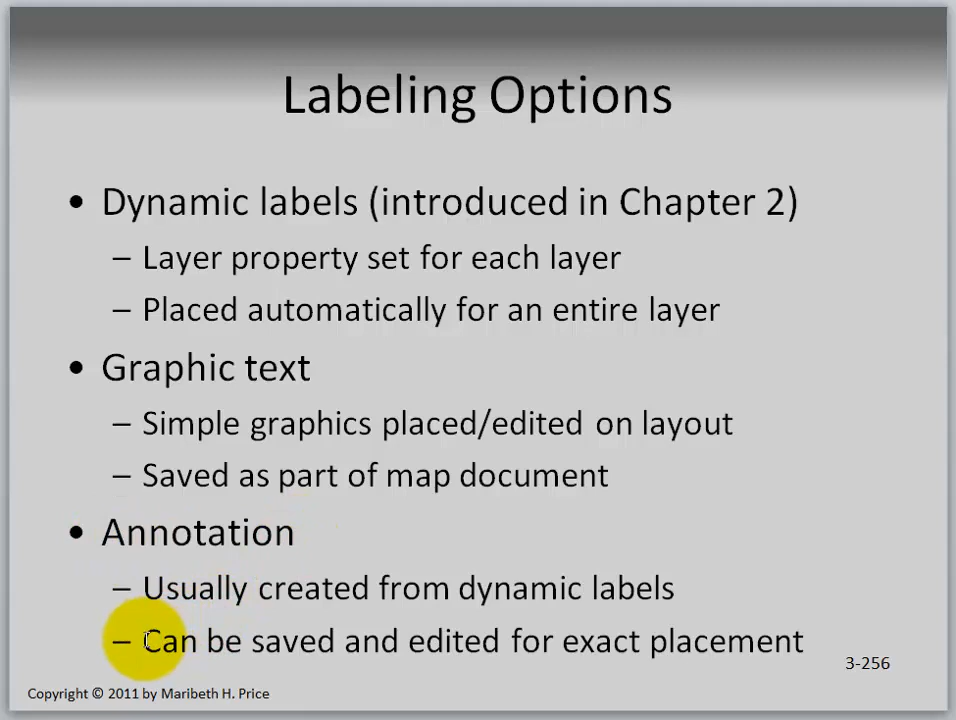 Labeling Options
• Dynamic labels (introduced in Chapter 2)
– Layer property set for each layer
– Placed automatically for an entire layer
• Graphic text
– Simple graphics placed/edited on layout
– Saved as part of map document
• Annotation
– Usually created from dynamic labels
– Can be saved and edited for exact placement
3-256
Copyright © 2011 by Maribeth H. Price